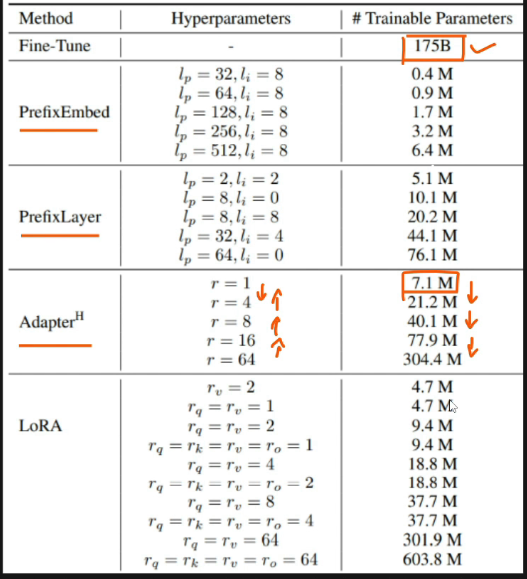 Method Hyperparameters # Trainable Parameters
Fine-Tune - 175B
PrefixEmbed
l_p = 32, l_i = 8 0.4 M
l_p = 64, l_i = 8 0.9 M
l_p = 128, l_i = 8 1.7 M
l_p = 256, l_i = 8 3.2 M
l_p = 512, l_i = 8 6.4 M
PrefixLayer
l_p = 2, l_i = 2 5.1 M
l_p = 8, l_i = 0 10.1 M
l_p = 8, l_i = 8 20.2 M
l_p = 32, l_i = 4 44.1 M
l_p = 64, l_i = 0 76.1 M
Adapter^H
r = 1 7.1 M
r = 4 21.2 M
r = 8 40.1 M
r = 16 77.9 M
r = 64 304.4 M
LoRA
r_v = 2 4.7 M
r_q = r_v = 1 4.7 M
r_q = r_v = 2 9.4 M
r_q = r_k = r_v = r_o = 1 9.4 M
r_q = r_v = 4 18.8 M
r_q = r_k = r_v = r_o = 2 18.8 M
r_q = r_v = 8 37.7 M
r_q = r_k = r_v = r_o = 4 37.7 M
r_q = r_v = 64 301.9 M
r_q = r_k = r_v = r_o = 64 603.8 M